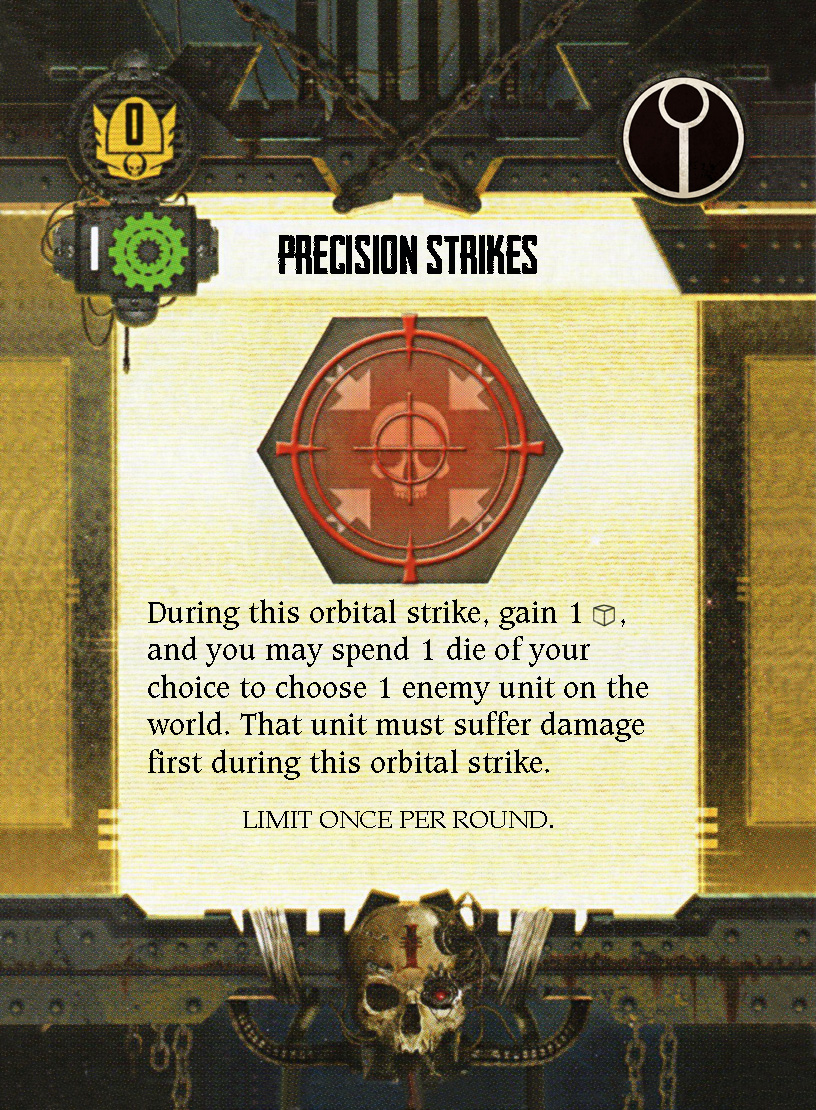 0
1
PRECISION STRIKES
During this orbital strike, gain 1 ,
and you may spend 1 die of your
choice to choose 1 enemy unit on the
world. That unit must suffer damage
first during this orbital strike.
LIMIT ONCE PER ROUND.
I